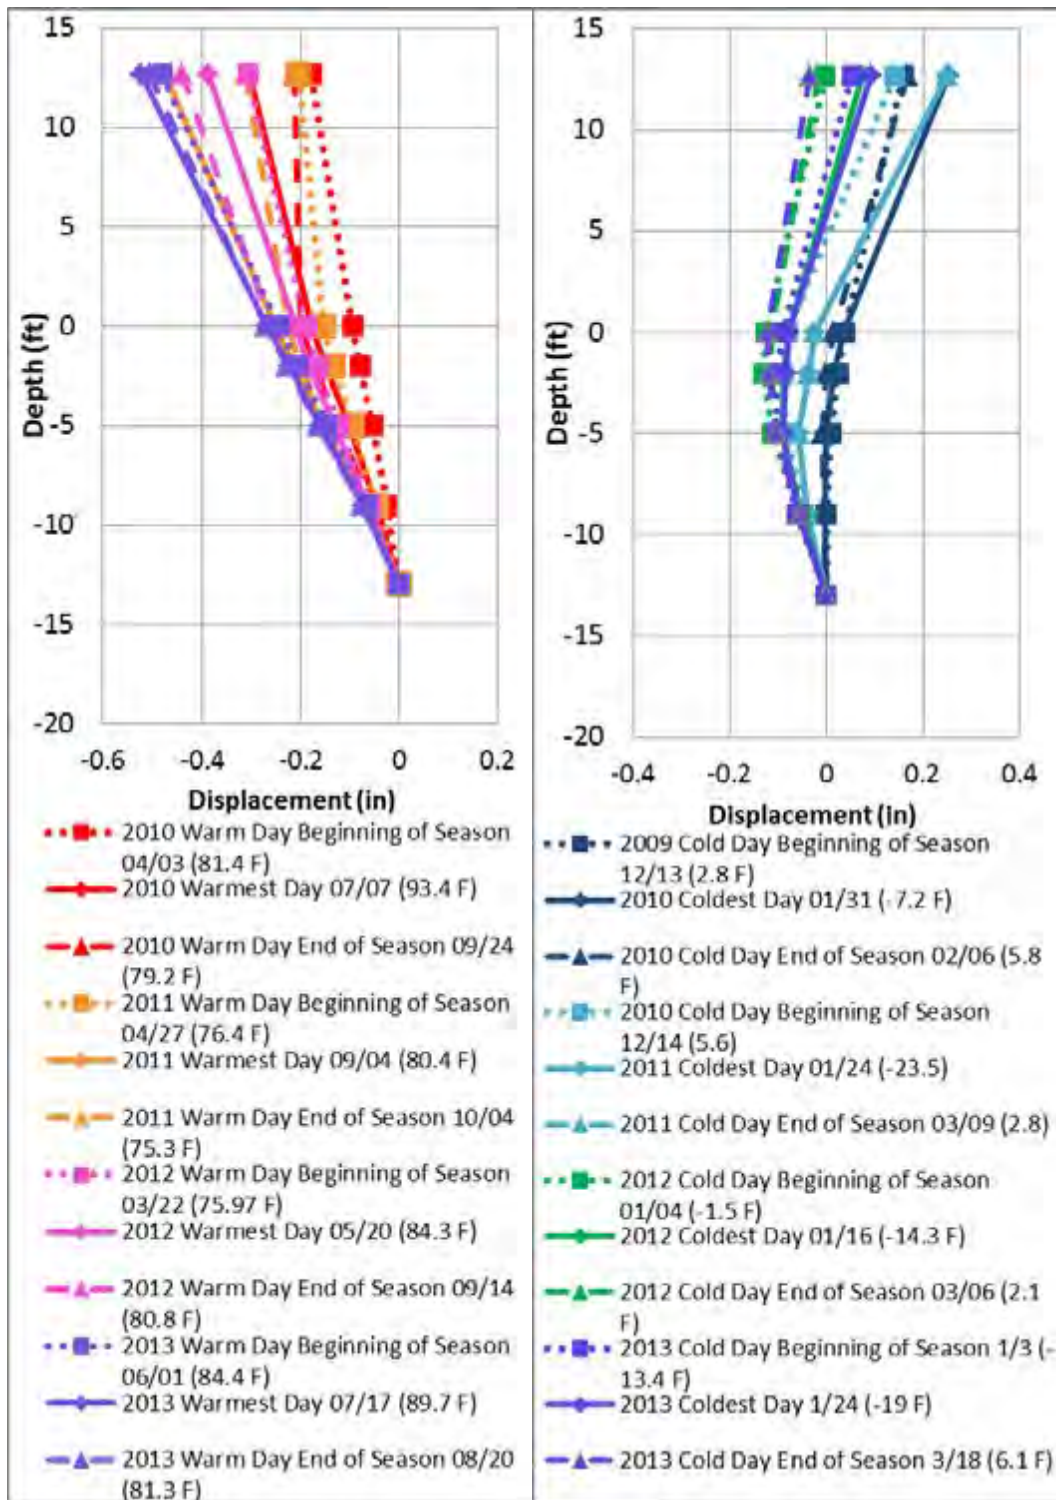 15
10
5
0
-5
-10
-15
-20
Depth (ft)
-0.6
-0.4
-0.2
0
0.2
Displacement (in)
2010 Warm Day Beginning of Season
04/03 (81.4 F)
2010 Warmest Day 07/07 (93.4 F)
2010 Warm Day End of Season 09/24
(79.2 F)
2011 Warm Day Beginning of Season
04/27 (76.4 F)
2011 Warmest Day 09/04 (80.4 F)
2011 Warm Day End of Season 10/04
(75.3 F)
2012 Warm Day Beginning of Season
03/22 (75.97 F)
2012 Warmest Day 05/20 (84.3 F)
2012 Warm Day End of Season 09/14
(80.8 F)
2013 Warm Day Beginning of Season
06/01 (84.4 F)
2013 Warmest Day 07/17 (89.7 F)
2013 Warm Day End of Season 08/20
(81.3 F)
15
10
5
0
-5
-10
-15
-20
Depth (ft)
-0.4
-0.2
0
0.2
0.4
Displacement (in)
2009 Cold Day Beginning of Season
12/13 (2.8 F)
2010 Coldest Day 01/31 (-7.2 F)
2010 Cold Day End of Season 02/06 (5.8
F)
2010 Cold Day Beginning of Season
12/14 (5.6)
2011 Coldest Day 01/24 (-23.5)
2011 Cold Day End of Season 03/09 (2.8)
2012 Cold Day Beginning of Season
01/04 (-1.5 F)
2012 Coldest Day 01/16 (-14.3 F)
2012 Cold Day End of Season 03/06 (2.1
F)
2013 Cold Day Beginning of Season 1/3 (-
13.4 F)
2013 Coldest Day 1/24 (-19 F)
2013 Cold Day End of Season 3/18 (6.1 F)